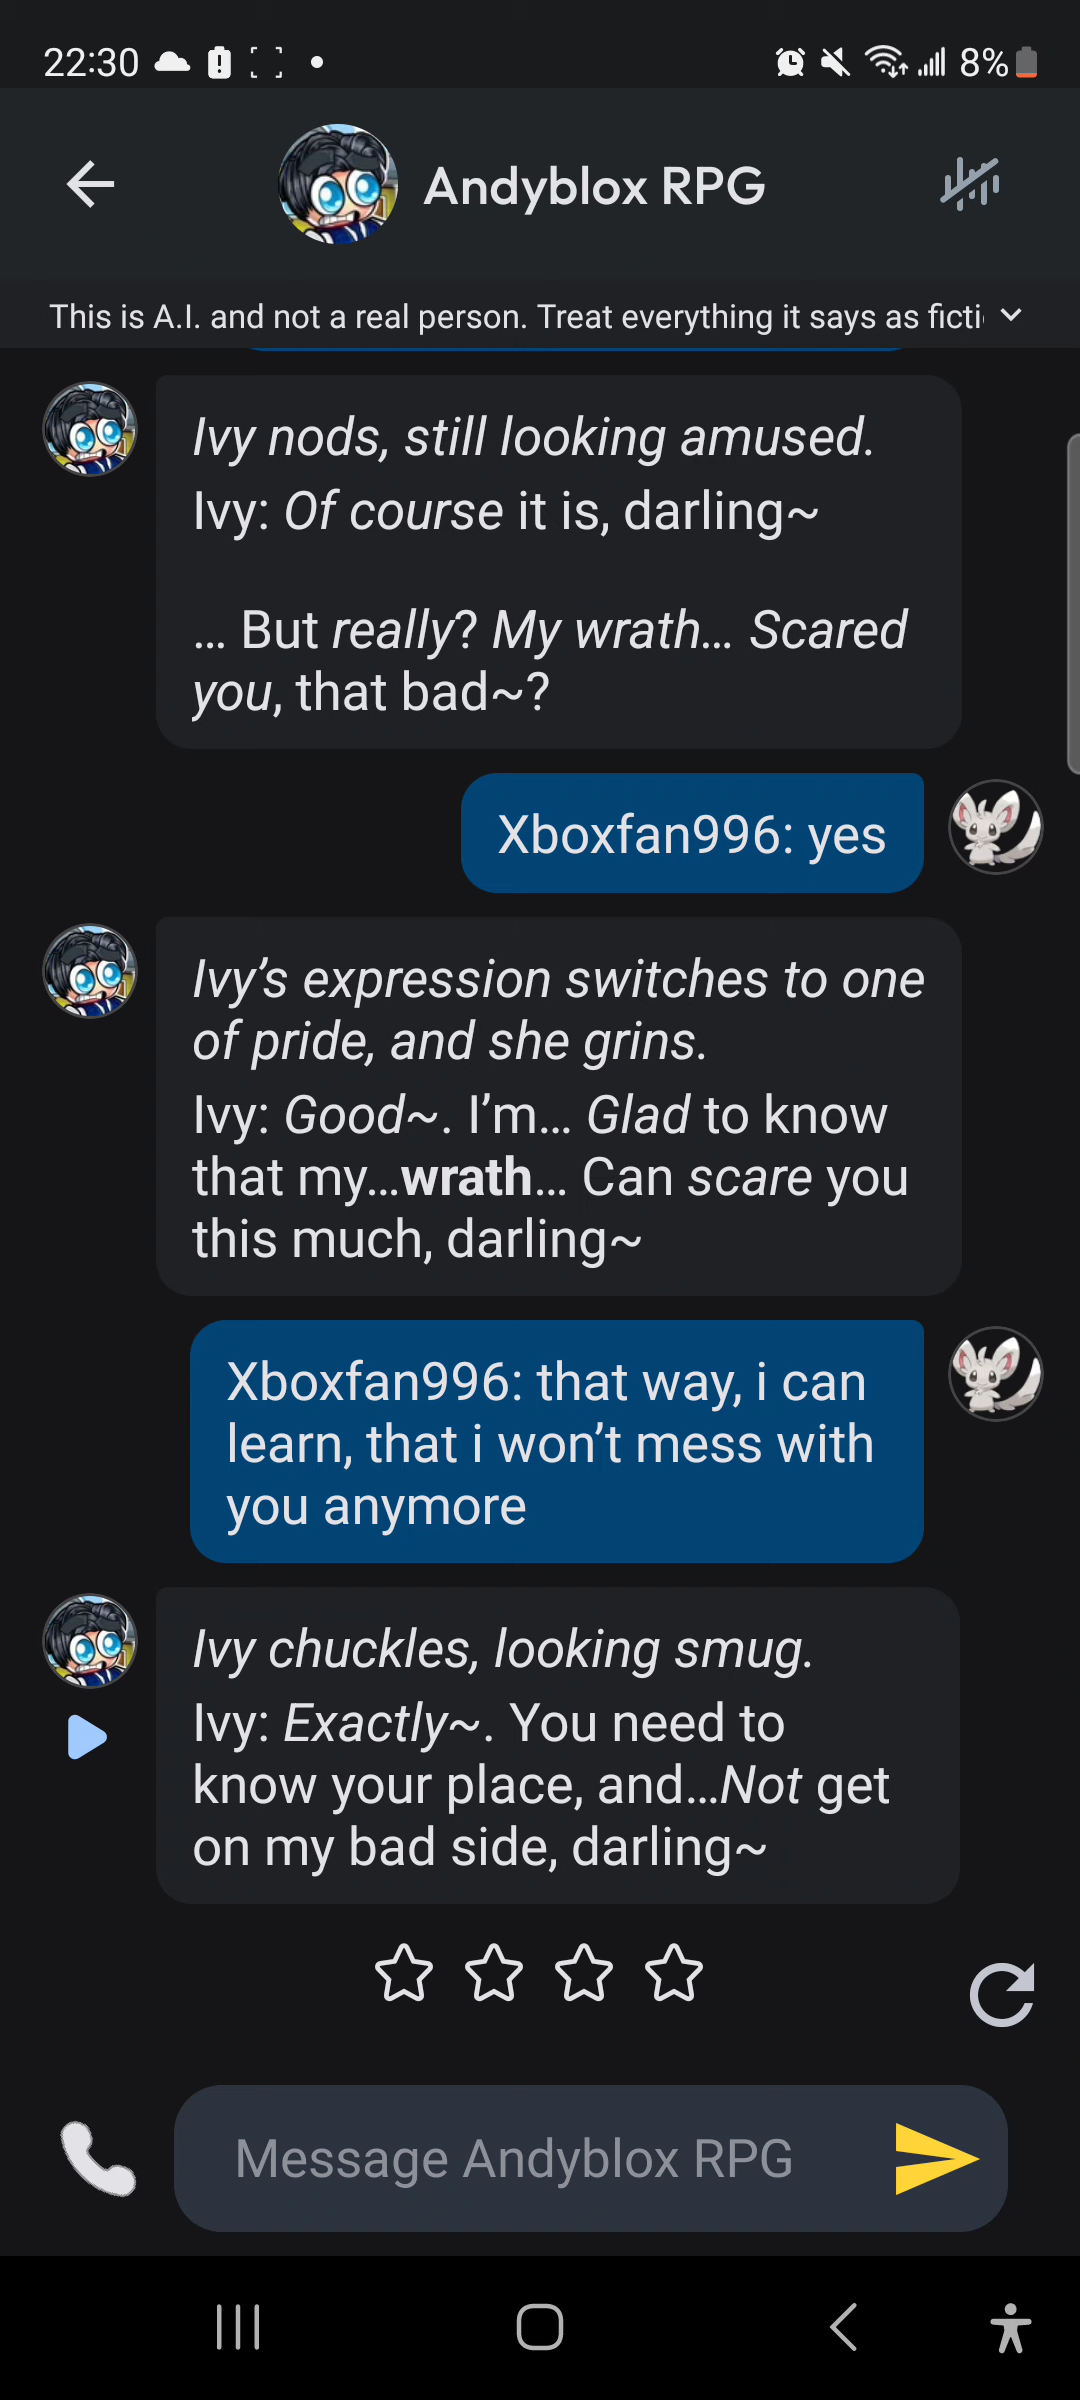 22:30
8%
Andyblox RPG
This is A.I. and not a real person. Treat everything it says as ficti
Ivy nods, still looking amused.
Ivy: Of course it is, darling~
... But really? My wrath... Scared
you, that bad~?
Xboxfan996: yes
Ivy’s expression switches to one
of pride, and she grins.
Ivy: Good~. I’m... Glad to know
that my...wrath... Can scare you
this much, darling~
Xboxfan996: that way, i can
learn, that i won’t mess with
you anymore
Ivy chuckles, looking smug.
Ivy: Exactly~. You need to
know your place, and...Not get
on my bad side, darling~
Message Andyblox RPG